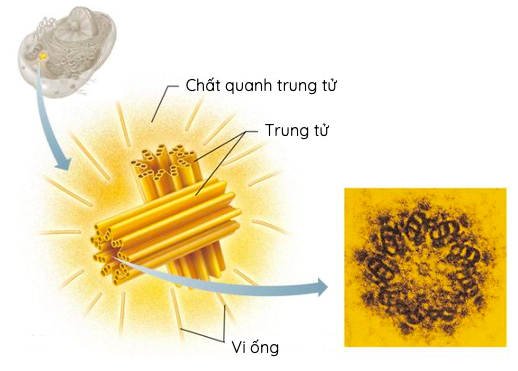 Chất quanh trung tử
Trung tử
Vi ống